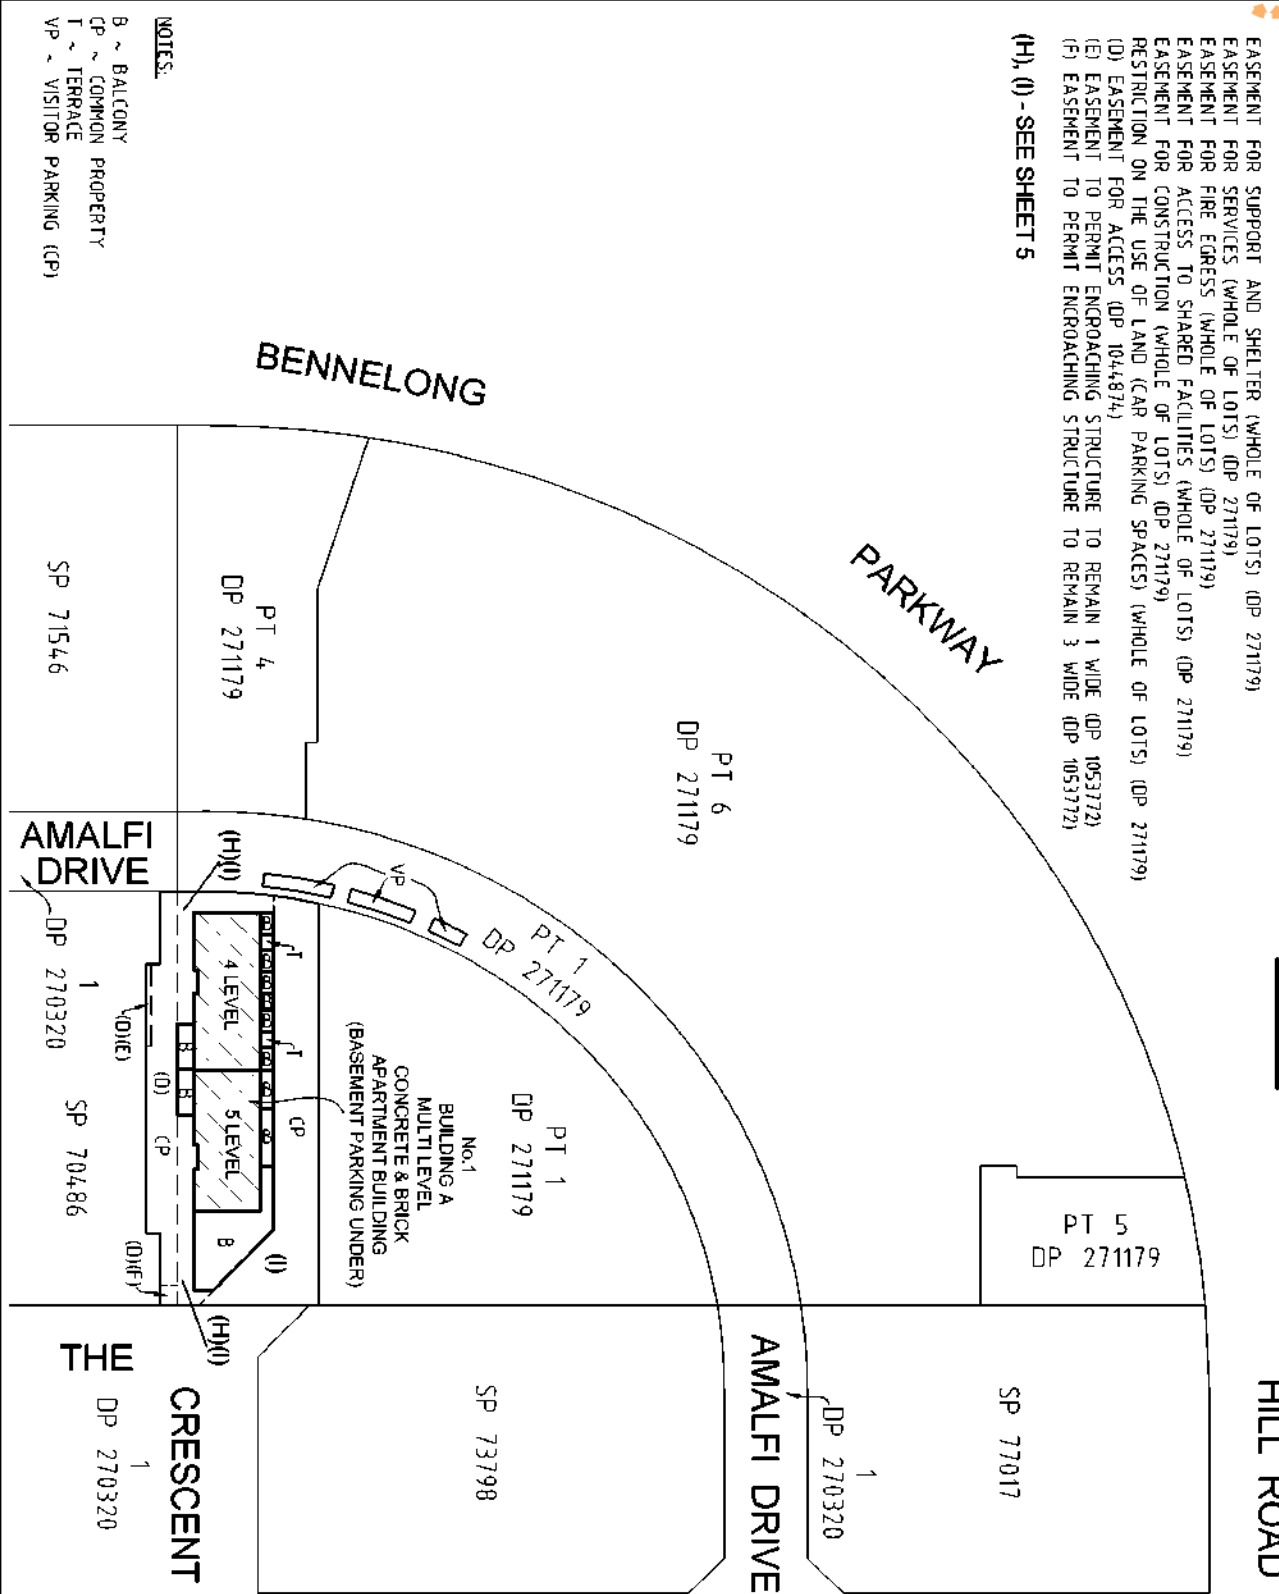 EASEMENT FOR SUPPORT AND SHELTER (WHOLE OF LOTS) (DP 271179)
EASEMENT FOR SERVICES (WHOLE OF LOTS) (DP 271179)
EASEMENT FOR FIRE EGRESS (WHOLE OF LOTS) (DP 271179)
EASEMENT FOR ACCESS TO SHARED FACILITIES (WHOLE OF LOTS) (DP 271179)
EASEMENT FOR CONSTRUCTION (WHOLE OF LOTS) (DP 271179)
RESTRICTION ON THE USE OF LAND (CAR PARKING SPACES) (WHOLE OF LOTS) (DP 271179)
(D) EASEMENT FOR ACCESS (DP 1044874)
(E) EASEMENT TO PERMIT ENCROACHING STRUCTURE TO REMAIN 1 WIDE (DP 1053772)
(F) EASEMENT TO PERMIT ENCROACHING STRUCTURE TO REMAIN 3 WIDE (DP 1053772)
(H), (I) - SEE SHEET 5
NOTES:
B ~ BALCONY
CP ~ COMMON PROPERTY
T ~ TERRACE
VP ~ VISITOR PARKING (CP)
BENNELONG
PARKWAY
HILL ROAD
SP 71546
PT 4
DP 271179
PT 6
DP 271179
PT 5
DP 271179
AMALFI
DRIVE
(H)(I)
VP
PT 1
DP 271179
1
DP 270320
SP 70486
(D)(E)
(D)
CP
(D)(F)
4 LEVEL
5 LEVEL
B
B
B
T
T
CP
(I)
(H)(I)
No.1
BUILDING A
MULTI LEVEL
CONCRETE & BRICK
APARTMENT BUILDING
(BASEMENT PARKING UNDER)
PT 1
DP 271179
THE
CRESCENT
1
DP 270320
SP 73798
AMALFI DRIVE
1
DP 270320
SP 77017